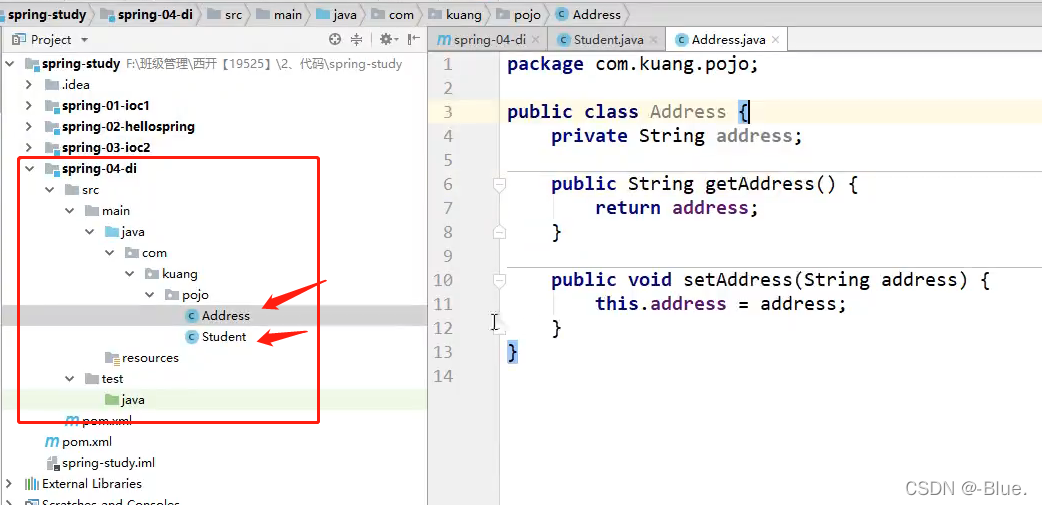 spring-study spring-04-di src main java com kuang pojo Address
Project
spring-04-di Student.java Address.java
spring-study F:\班级管理\西开【19525】\2、代码\spring-study
.idea
spring-01-ioc1
spring-02-hellospring
spring-03-ioc2
spring-04-di
src
main
java
com
kuang
pojo
Address
Student
resources
test
java
pom.xml
pom.xml
spring-study.iml
External Libraries
Scratches and Consoles
1 package com.kuang.pojo;
2
3 public class Address {
4 private String address;
5
6 public String getAddress() {
7 return address;
8 }
9
10 public void setAddress(String address) {
11 this.address = address;
12 }
13 }
14
CSDN @-Blue.